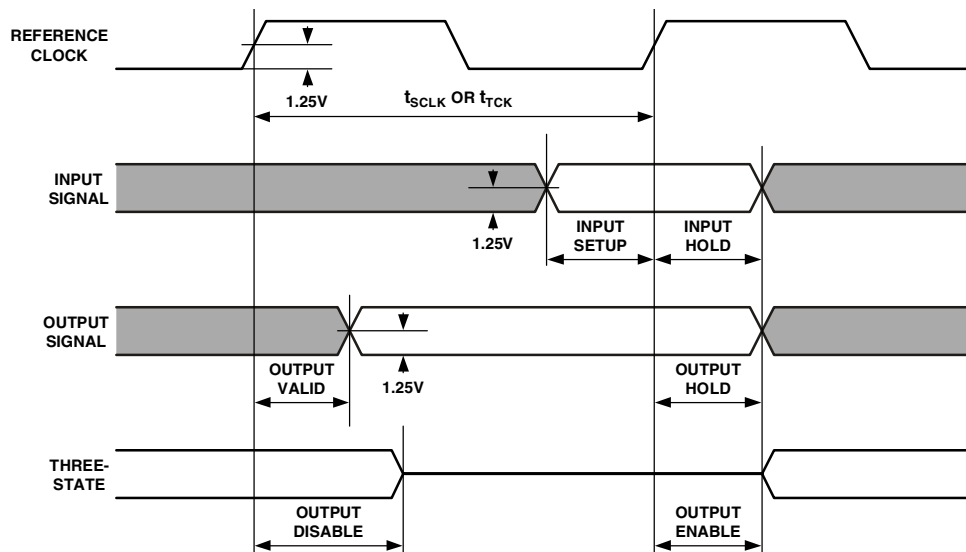 REFERENCE
CLOCK
1.25V
tSCLK OR tTCK
INPUT
SIGNAL
1.25V
INPUT
SETUP
INPUT
HOLD
OUTPUT
SIGNAL
OUTPUT
VALID
1.25V
OUTPUT
HOLD
THREE-
STATE
OUTPUT
DISABLE
OUTPUT
ENABLE